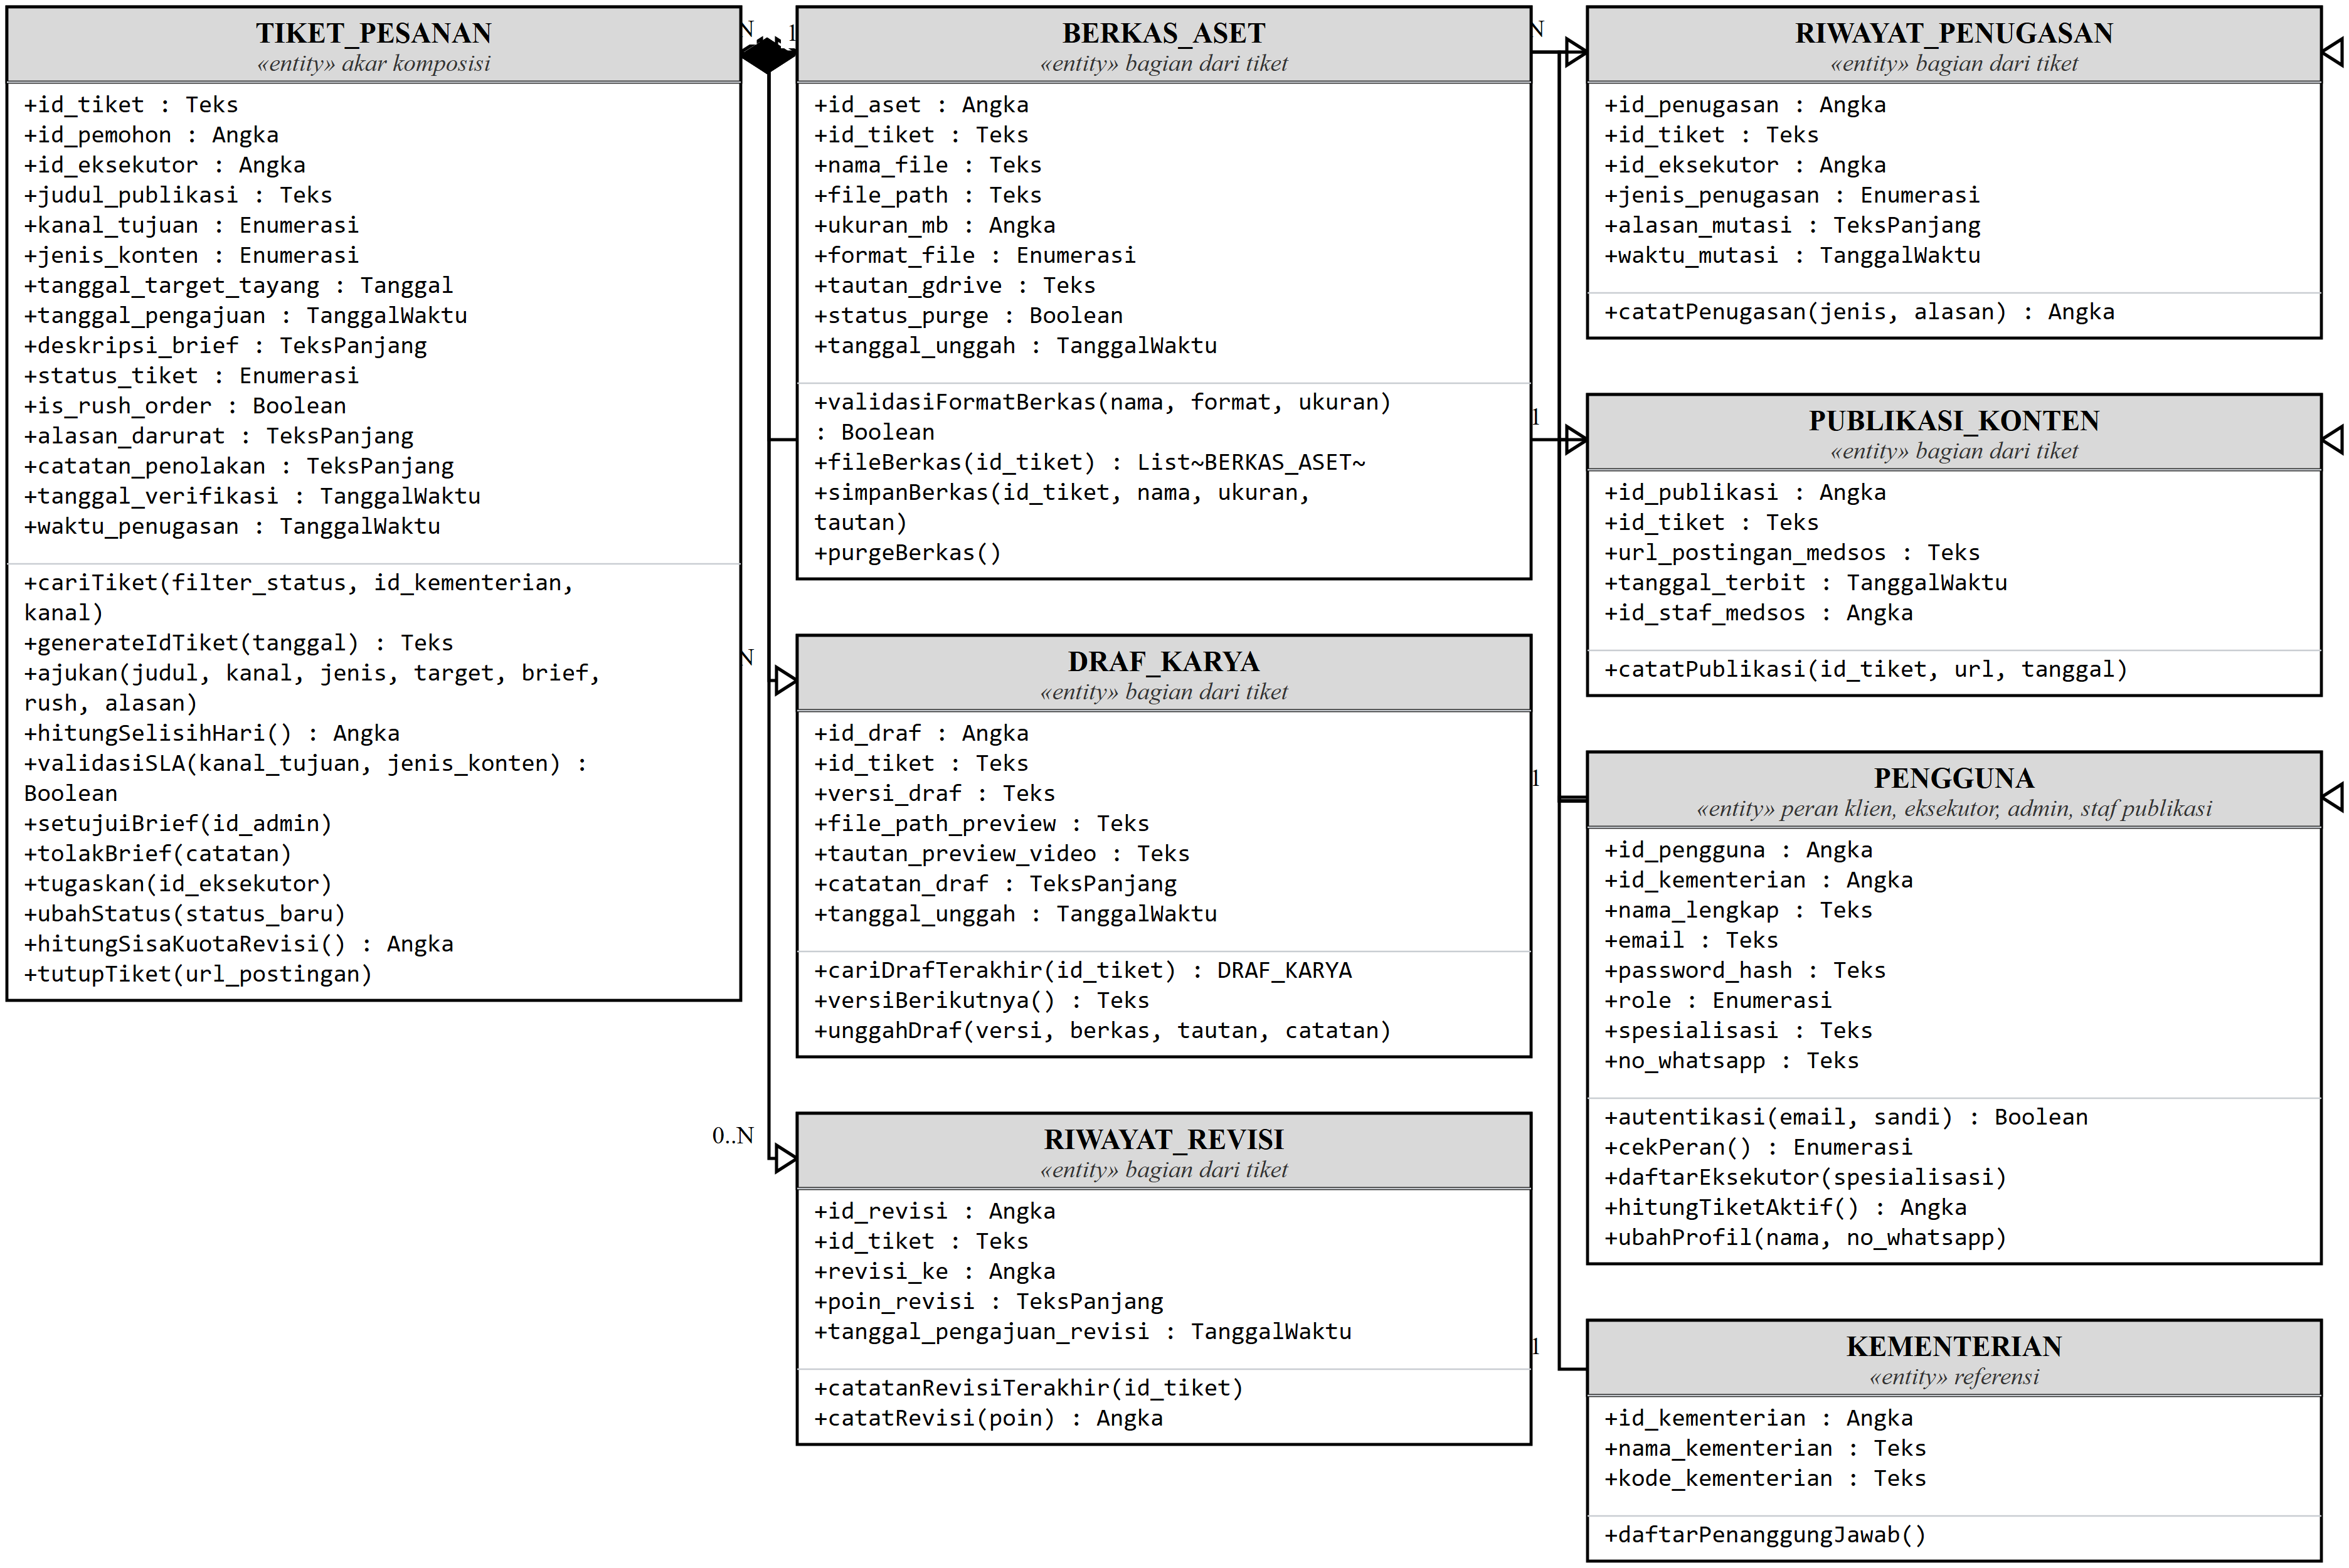 TIKET_PESANAN
«entity» akar komposisi
+id_tiket : Teks
+id_pemohon : Angka
+id_eksekutor : Angka
+judul_publikasi : Teks
+kanal_tujuan : Enumerasi
+jenis_konten : Enumerasi
+tanggal_target_tayang : Tanggal
+tanggal_pengajuan : TanggalWaktu
+deskripsi_brief : TeksPanjang
+status_tiket : Enumerasi
+is_rush_order : Boolean
+alasan_darurat : TeksPanjang
+catatan_penolakan : TeksPanjang
+tanggal_verifikasi : TanggalWaktu
+waktu_penugasan : TanggalWaktu
+cariTiket(filter_status, id_kementerian,
kanal)
+generateIdTiket(tanggal) : Teks
+ajukan(judul, kanal, jenis, target, brief,
rush, alasan)
+hitungSelisihHari() : Angka
+validasiSLA(kanal_tujuan, jenis_konten) :
Boolean
+setujuiBrief(id_admin)
+tolakBrief(catatan)
+tugaskan(id_eksekutor)
+ubahStatus(status_baru)
+hitungSisaKuotaRevisi() : Angka
+tutupTiket(url_postingan)
N
1
N
0..N
BERKAS_ASET
«entity» bagian dari tiket
+id_aset : Angka
+id_tiket : Teks
+nama_file : Teks
+file_path : Teks
+ukuran_mb : Angka
+format_file : Enumerasi
+tautan_gdrive : Teks
+status_purge : Boolean
+tanggal_unggah : TanggalWaktu
+validasiFormatBerkas(nama, format, ukuran)
: Boolean
+fileBerkas(id_tiket) : List~BERKAS_ASET~
+simpanBerkas(id_tiket, nama, ukuran,
tautan)
+purgeBerkas()
DRAF_KARYA
«entity» bagian dari tiket
+id_draf : Angka
+id_tiket : Teks
+versi_draf : Teks
+file_path_preview : Teks
+tautan_preview_video : Teks
+catatan_draf : TeksPanjang
+tanggal_unggah : TanggalWaktu
+cariDrafTerakhir(id_tiket) : DRAF_KARYA
+versiBerikutnya() : Teks
+unggahDraf(versi, berkas, tautan, catatan)
RIWAYAT_REVISI
«entity» bagian dari tiket
+id_revisi : Angka
+id_tiket : Teks
+revisi_ke : Angka
+poin_revisi : TeksPanjang
+tanggal_pengajuan_revisi : TanggalWaktu
+catatanRevisiTerakhir(id_tiket)
+catatRevisi(poin) : Angka
N
1
1
1
RIWAYAT_PENUGASAN
«entity» bagian dari tiket
+id_penugasan : Angka
+id_tiket : Teks
+id_eksekutor : Angka
+jenis_penugasan : Enumerasi
+alasan_mutasi : TeksPanjang
+waktu_mutasi : TanggalWaktu
+catatPenugasan(jenis, alasan) : Angka
PUBLIKASI_KONTEN
«entity» bagian dari tiket
+id_publikasi : Angka
+id_tiket : Teks
+url_postingan_medsos : Teks
+tanggal_terbit : TanggalWaktu
+id_staf_medsos : Angka
+catatPublikasi(id_tiket, url, tanggal)
PENGGUNA
«entity» peran klien, eksekutor, admin, staf publikasi
+id_pengguna : Angka
+id_kementerian : Angka
+nama_lengkap : Teks
+email : Teks
+password_hash : Teks
+role : Enumerasi
+spesialisasi : Teks
+no_whatsapp : Teks
+autentikasi(email, sandi) : Boolean
+cekPeran() : Enumerasi
+daftarEksekutor(spesialisasi)
+hitungTiketAktif() : Angka
+ubahProfil(nama, no_whatsapp)
KEMENTERIAN
«entity» referensi
+id_kementerian : Angka
+nama_kementerian : Teks
+kode_kementerian : Teks
+daftarPenanggungJawab()